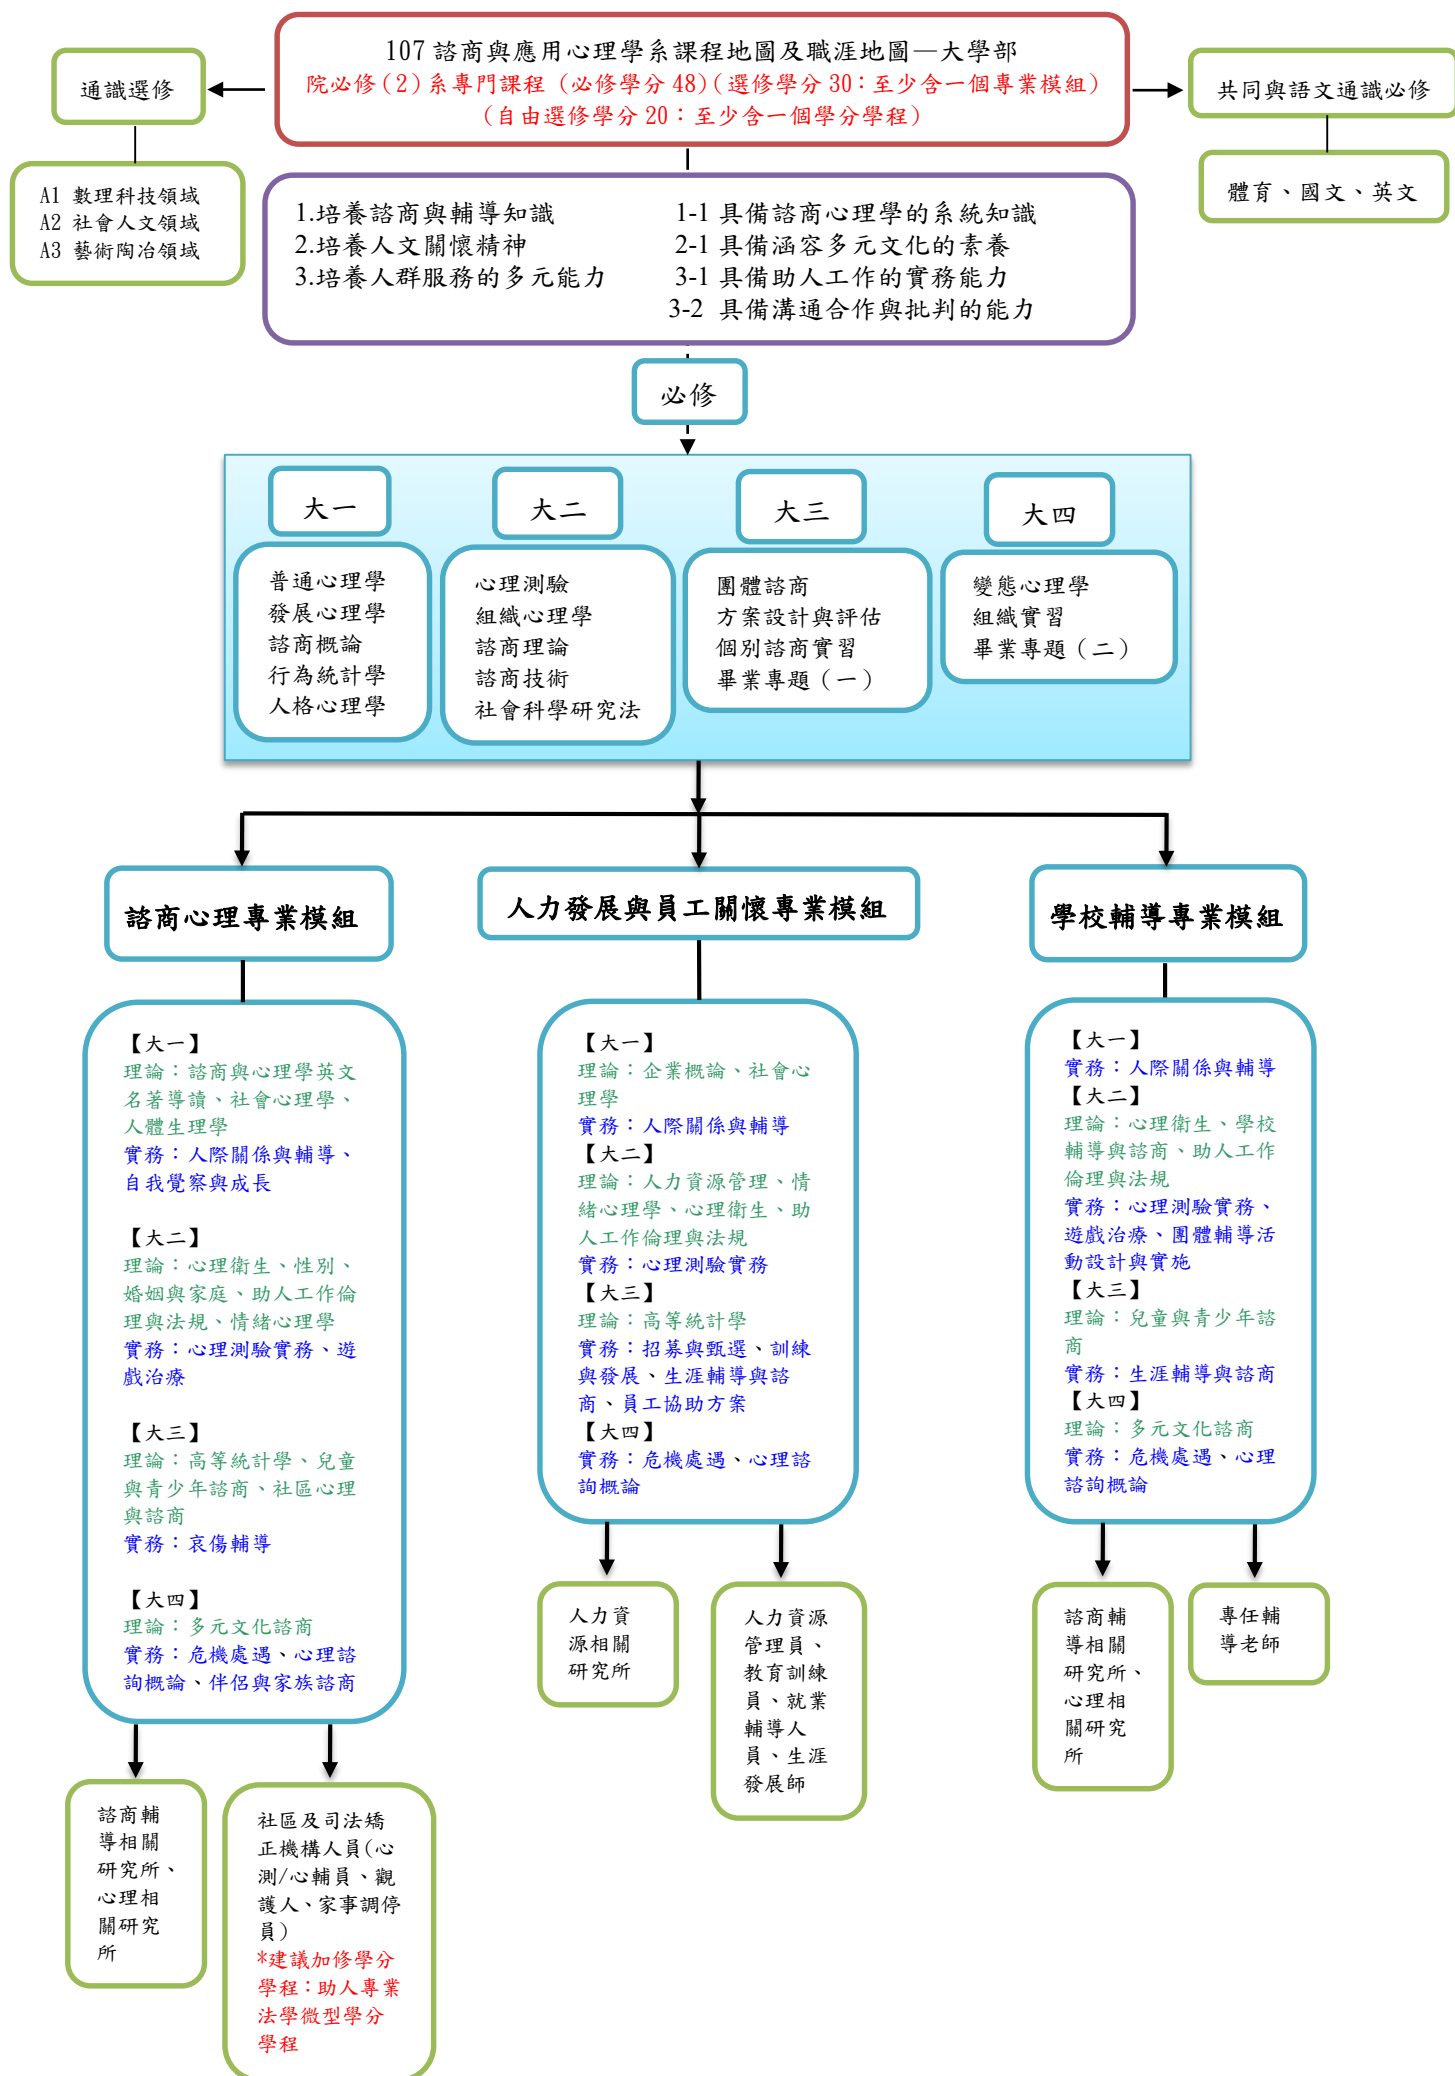 107 諮商與應用心理學系課程地圖及職涯地圖—大學部
院必修(2)系專門課程 (必修學分 48)(選修學分 30：至少含一個專業模組)
(自由選修學分 20：至少含一個學分學程)
通識選修
共同與語文通識必修
A1 數理科技領域
A2 社會人文領域
A3 藝術陶冶領域
體育、國文、英文
1.培養諮商與輔導知識
2.培養人文關懷精神
3.培養人群服務的多元能力
1-1 具備諮商心理學的系統知識
2-1 具備涵容多元文化的素養
3-1 具備助人工作的實務能力
3-2 具備溝通合作與批判的能力
必修
大一
普通心理學
發展心理學
諮商概論
行為統計學
人格心理學
大二
心理測驗
組織心理學
諮商理論
諮商技術
社會科學研究法
大三
團體諮商
方案設計與評估
個別諮商實習
畢業專題（一）
大四
變態心理學
組織實習
畢業專題（二）
諮商心理專業模組
【大一】
理論：諮商與心理學英文
名著導讀、社會心理學、
人體生理學
實務：人際關係與輔導、
自我覺察與成長
【大二】
理論：心理衛生、性別、
婚姻與家庭、助人工作倫
理與法規、情緒心理學
實務：心理測驗實務、遊
戲治療
【大三】
理論：高等統計學、兒童
與青少年諮商、社區心理
與諮商
實務：哀傷輔導
【大四】
理論：多元文化諮商
實務：危機處遇、心理諮
詢概論、伴侶與家族諮商
諮商輔
導相關
研究所、
心理相
關研究
所
社區及司法矯
正機構人員(心
測/心輔員、觀
護人、家事調停
員)
*建議加修學分
學程：助人專業
法學微型學分
學程
人力發展與員工關懷專業模組
【大一】
理論：企業概論、社會心
理學
實務：人際關係與輔導
【大二】
理論：人力資源管理、情
緒心理學、心理衛生、助
人工作倫理與法規
實務：心理測驗實務
【大三】
理論：高等統計學
實務：招募與甄選、訓練
與發展、生涯輔導與諮
商、員工協助方案
【大四】
實務：危機處遇、心理諮
詢概論
人力資
源相關
研究所
人力資源
管理員、
教育訓練
員、就業
輔導人
員、生涯
發展師
學校輔導專業模組
【大一】
實務：人際關係與輔導
【大二】
理論：心理衛生、學校
輔導與諮商、助人工作
倫理與法規
實務：心理測驗實務、
遊戲治療、團體輔導活
動設計與實施
【大三】
理論：兒童與青少年諮
商
實務：生涯輔導與諮商
【大四】
理論：多元文化諮商
實務：危機處遇、心理
諮詢概論
諮商輔
導相關
研究所、
心理相
關研究
所
專任輔
導老師